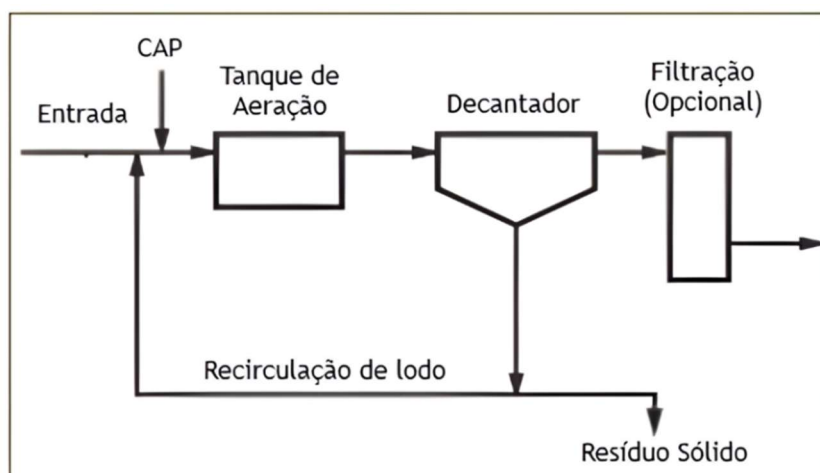 CAP
Entrada
Tanque de
Aeração
Decantador
Filtração
(Opcional)
Recirculação de lodo
Resíduo Sólido